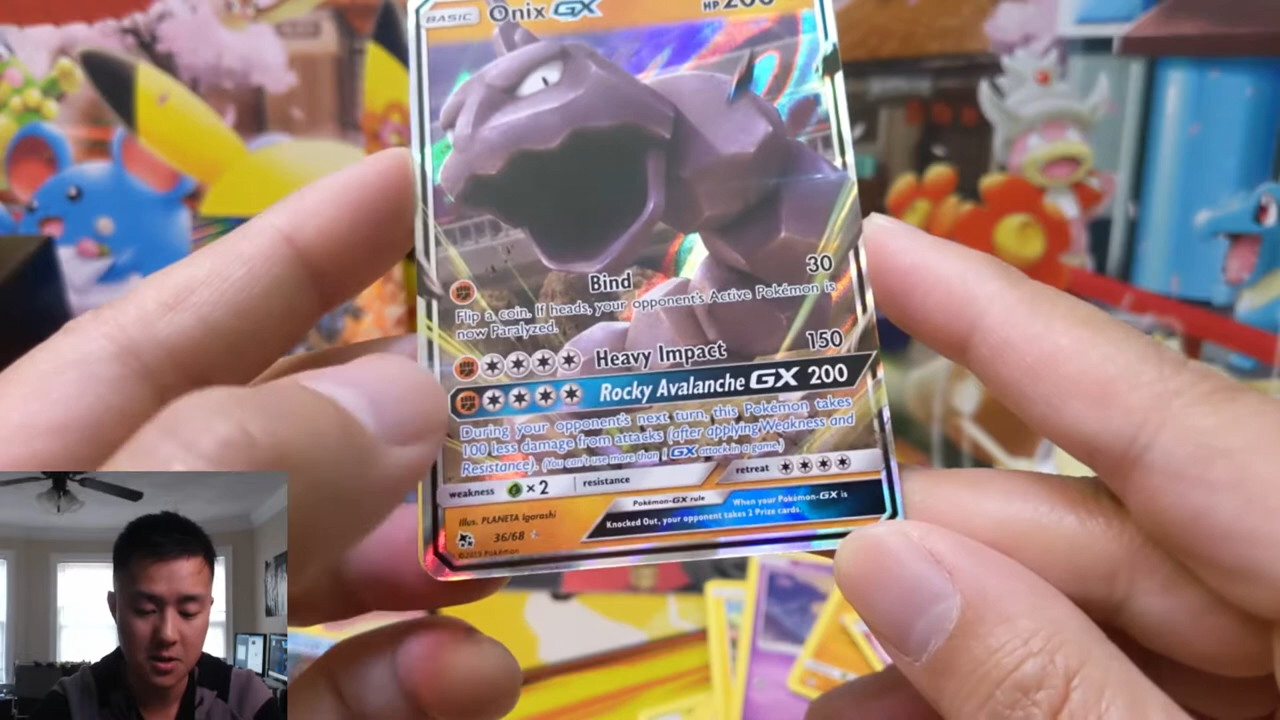 BASIC Onix GX HP 200
Bind 30
Flip a coin. If heads, your opponent's Active Pokémon is
now Paralyzed.
Heavy Impact 150
Rocky Avalanche GX 200
During your opponent's next turn, this Pokémon takes
100 less damage from attacks (after applying Weakness and
Resistance). (You can't use more than 1 GX attack in a game.)
weakness ×2 resistance retreat
Pokémon-GX rule When your Pokémon-GX is
Knocked Out, your opponent takes 2 Prize cards.
Illus. PLANETA Igarashi
36/68
©2019 Pokémon